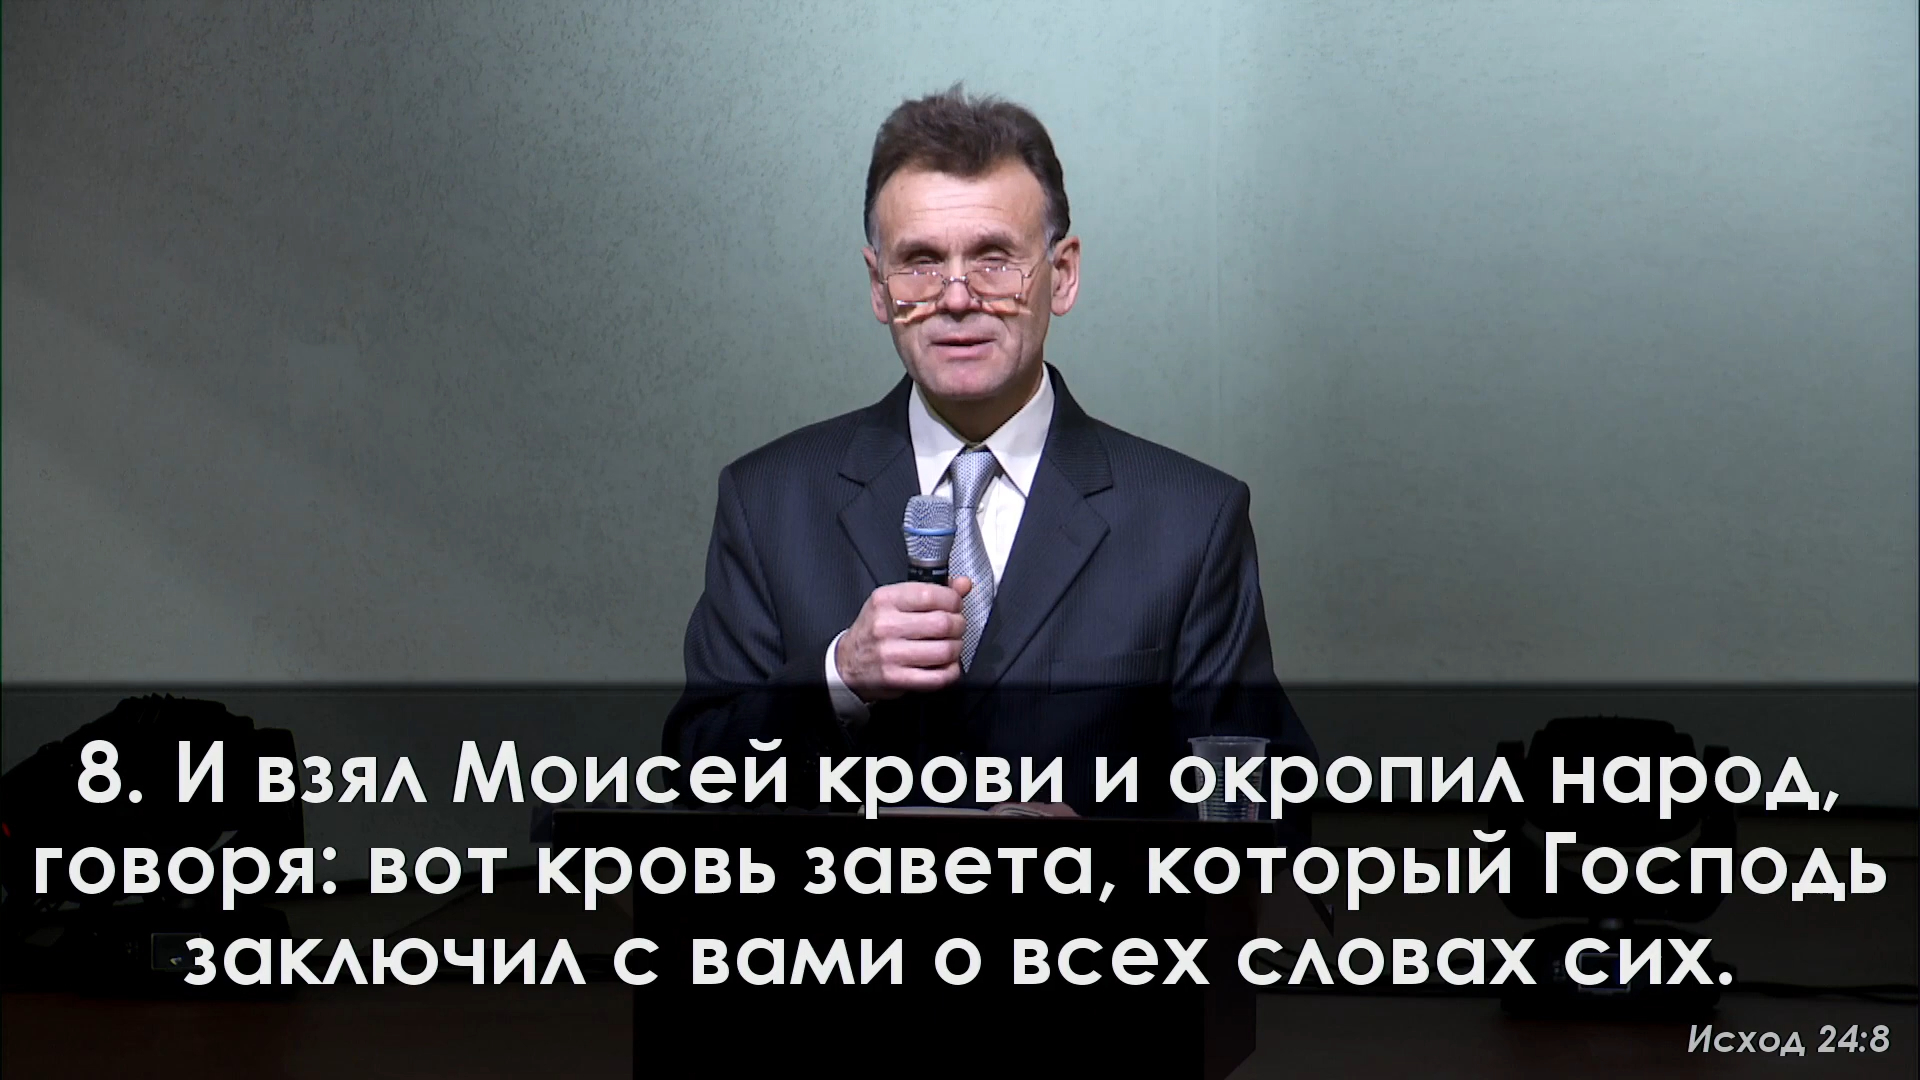 8. И взял Моисей крови и окропил народ,
говоря: вот кровь завета, который Господь
заключил с вами о всех словах сих.
Исход 24:8